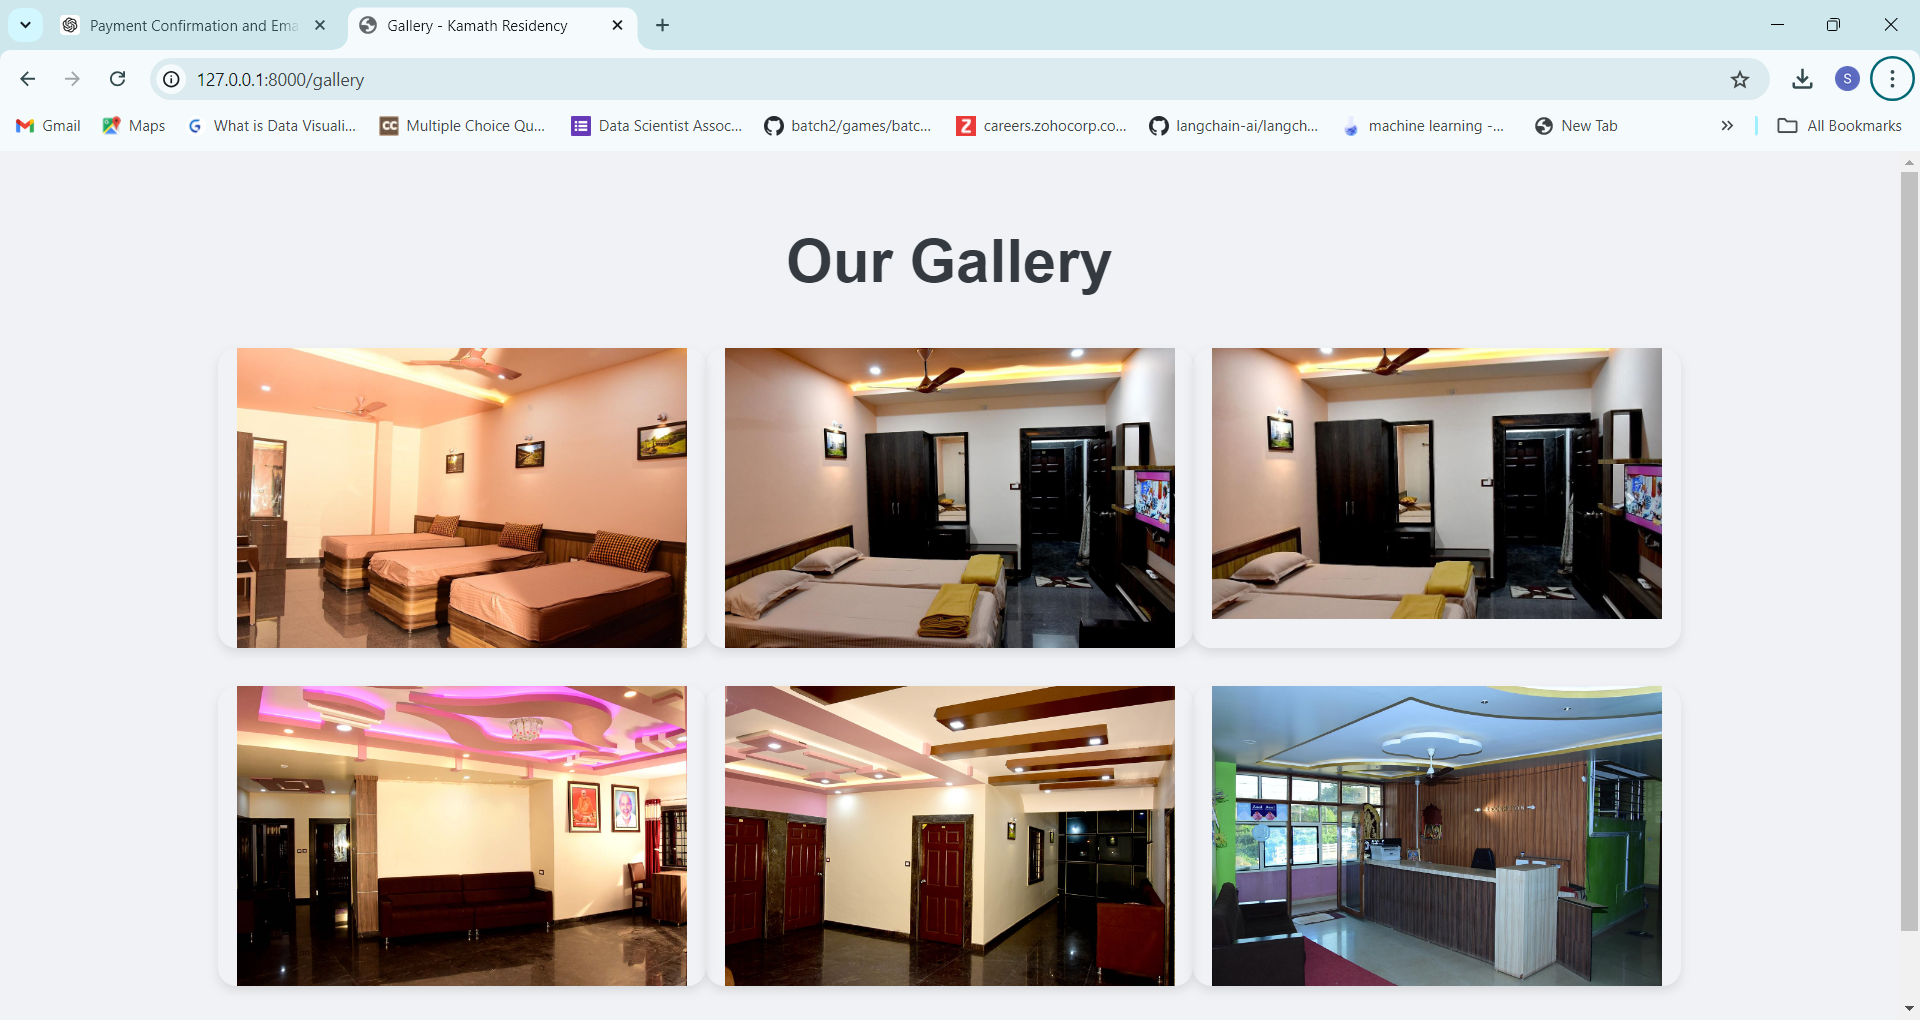 Payment Confirmation and Ema
Gallery - Kamath Residency
127.0.0.1:8000/gallery
S
Gmail
Maps
G What is Data Visuali...
CC Multiple Choice Qu...
Data Scientist Assoc...
batch2/games/batc...
Z careers.zohocorp.co...
langchain-ai/langch...
machine learning -...
New Tab
All Bookmarks
Our Gallery